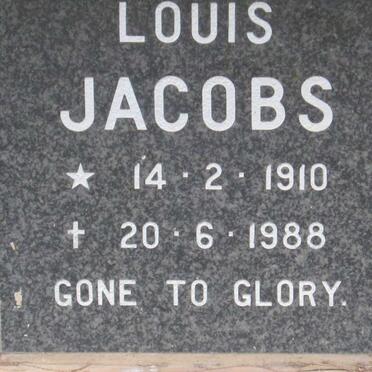 LOUIS
JACOBS
★ 14·2·1910
✝ 20·6·1988
GONE TO GLORY.